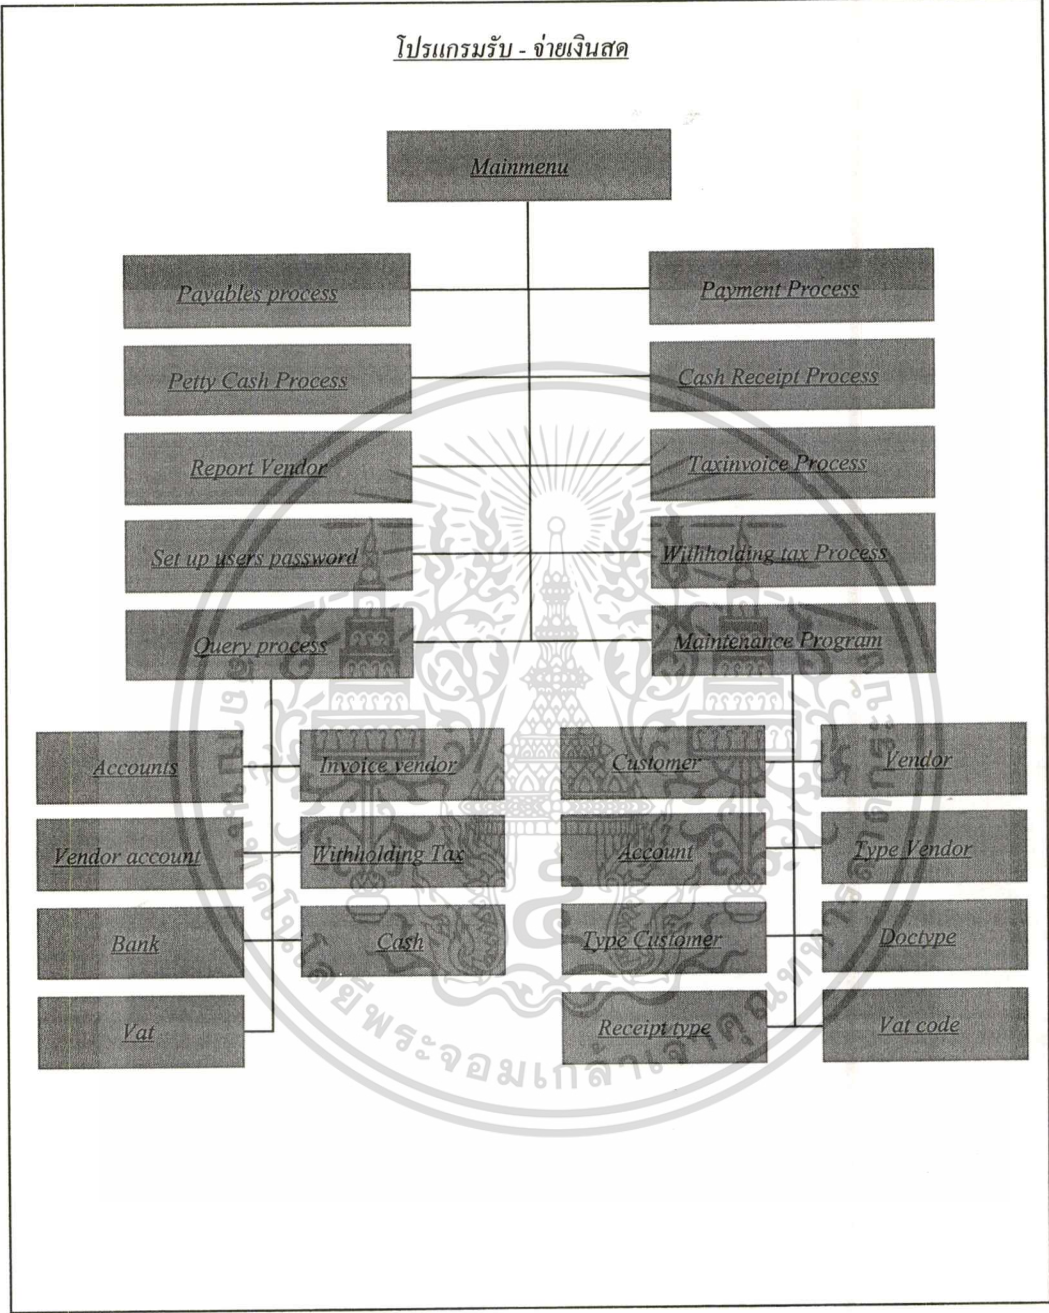 โปรแกรมรับ - จ่ายเงินสด
Mainmenu
Payables process
Payment Process
Petty Cash Process
Cash Receipt Process
Report Vendor
Taxinvoice Process
Set up users password
Withholding tax Process
Query process
Maintenance Program
Accounts
Invoice vendor
Customer
Vendor
Vendor account
Withholding Tax
Account
Type Vendor
Bank
Cash
Type Customer
Doctype
Vat
Receipt type
Vat code